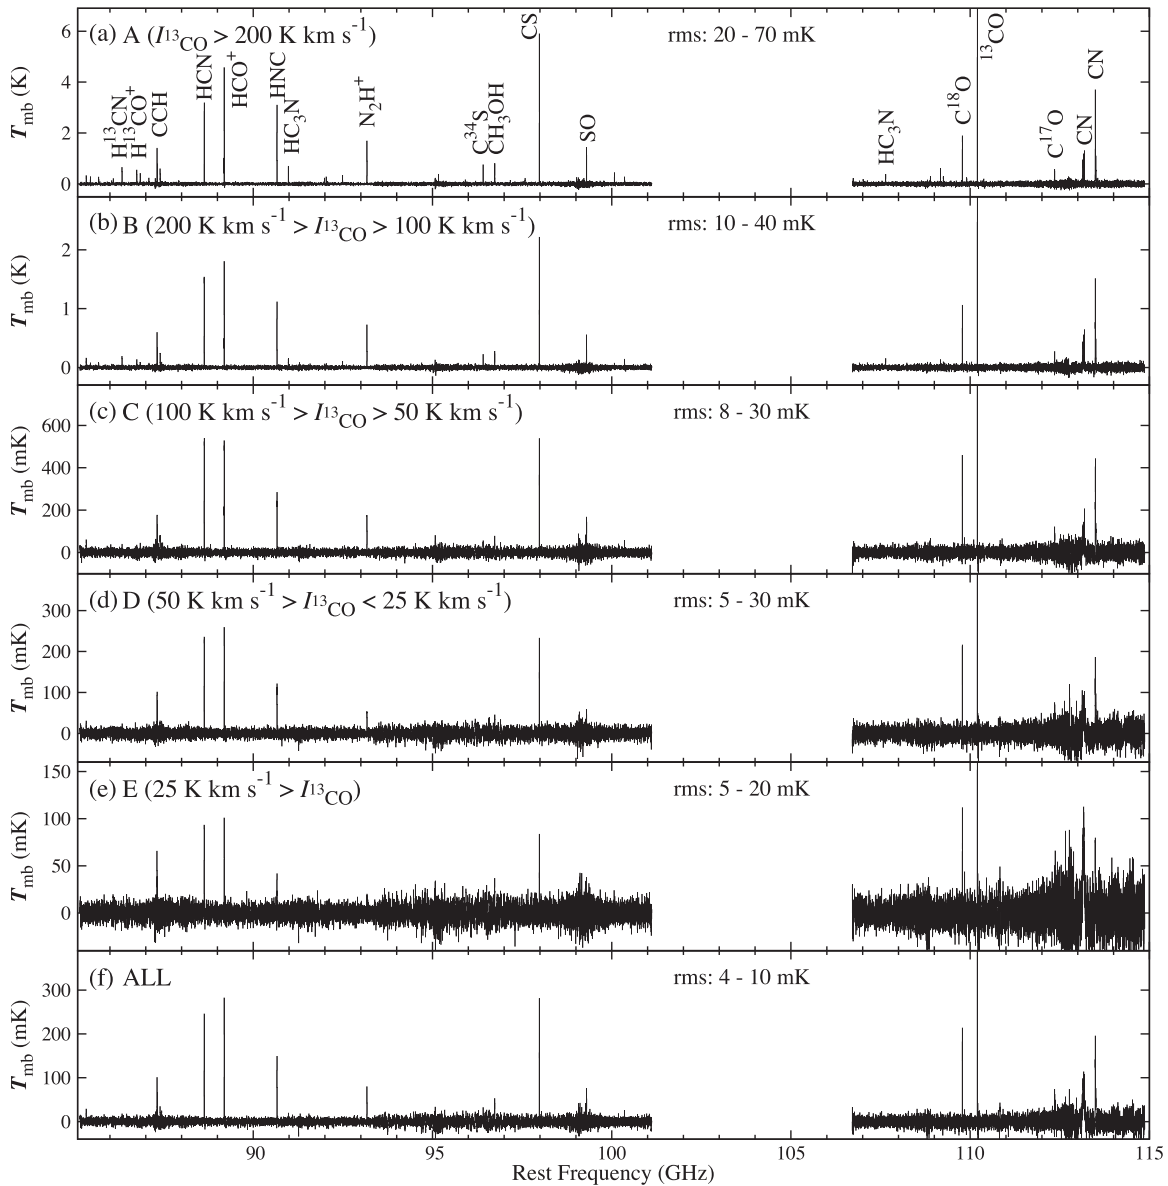 (a) A (I13CO > 200 K km s-1)
rms: 20 - 70 mK
H13CN
H13CO+
CCH
HCN
HCO+
HNC
HC3N
N2H+
C34S
CH3OH
CS
SO
HC3N
C18O
13CO
C17O
CN
CN
Tmb (K)
6
4
2
0
(b) B (200 K km s-1 > I13CO > 100 K km s-1)
rms: 10 - 40 mK
Tmb (K)
2
1
0
(c) C (100 K km s-1 > I13CO > 50 K km s-1)
rms: 8 - 30 mK
Tmb (mK)
600
400
200
0
(d) D (50 K km s-1 > I13CO < 25 K km s-1)
rms: 5 - 30 mK
Tmb (mK)
300
200
100
0
(e) E (25 K km s-1 > I13CO)
rms: 5 - 20 mK
Tmb (mK)
150
100
50
0
(f) ALL
rms: 4 - 10 mK
Tmb (mK)
300
200
100
0
90 95 100 105 110 115
Rest Frequency (GHz)